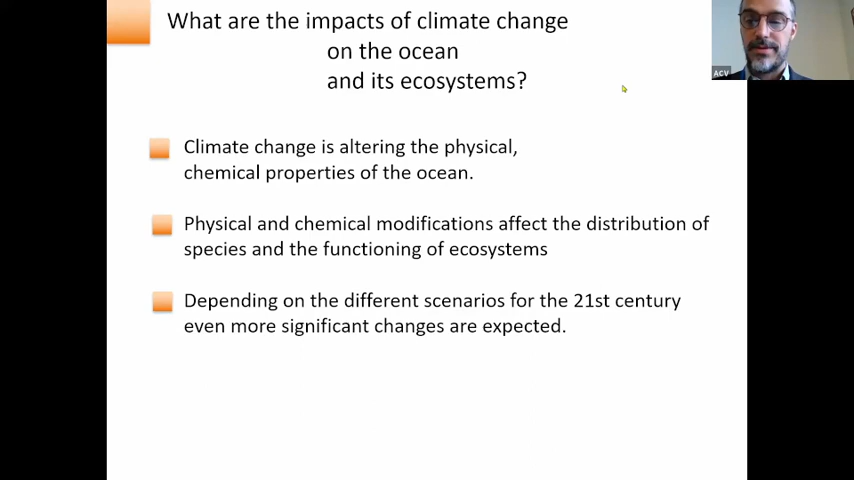 What are the impacts of climate change
on the ocean
and its ecosystems?
ACV
Climate change is altering the physical,
chemical properties of the ocean.
Physical and chemical modifications affect the distribution of
species and the functioning of ecosystems
Depending on the different scenarios for the 21st century
even more significant changes are expected.